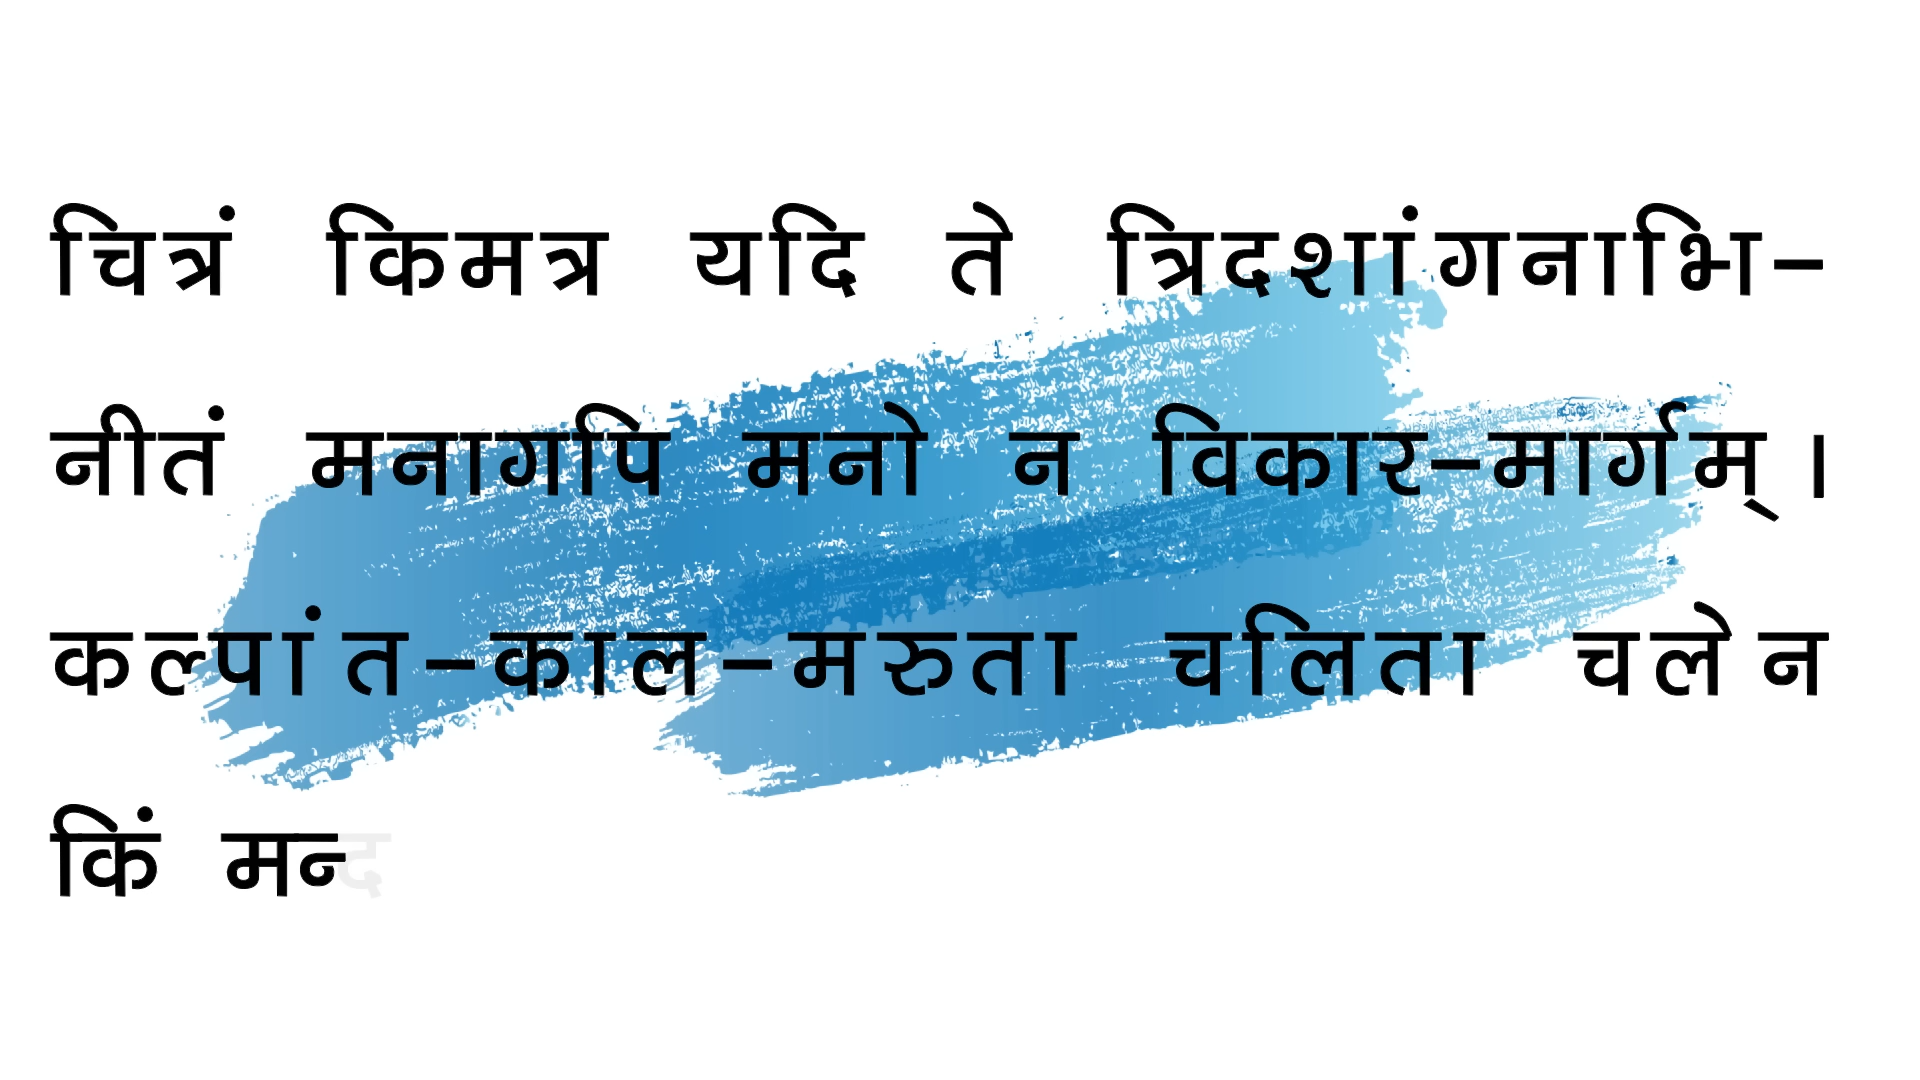 चित्रं किमत्र यदि ते त्रिदशांगनाभि-
नीतं मनागपि मनो न विकार-मार्गम् ।
कल्पांत-काल-मरुता चलिता चलेन
किं मन्द